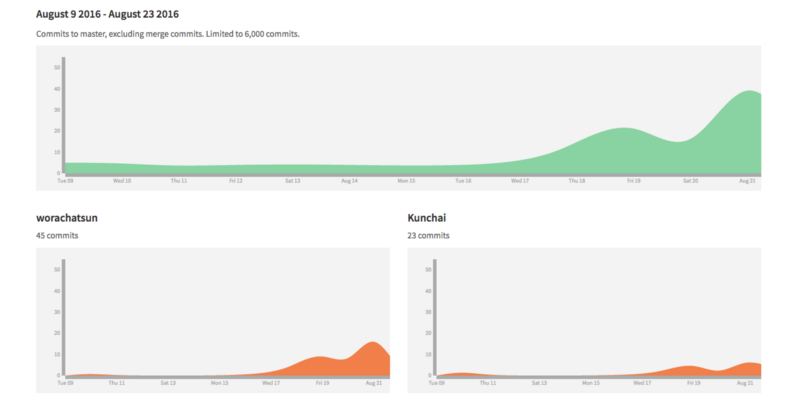 August 9 2016 - August 23 2016
Commits to master, excluding merge commits. Limited to 6,000 commits.
50
40
30
20
10
0
Tue 09 Wed 10 Thu 11 Fri 12 Sat 13 Aug 14 Mon 15 Tue 16 Wed 17 Thu 18 Fri 19 Sat 20 Aug 21
worachatsun
45 commits
50
40
30
20
10
0
Tue 09 Thu 11 Sat 13 Mon 15 Wed 17 Fri 19 Aug 21
Kunchai
23 commits
50
40
30
20
10
0
Tue 09 Thu 11 Sat 13 Mon 15 Wed 17 Fri 19 Aug 21